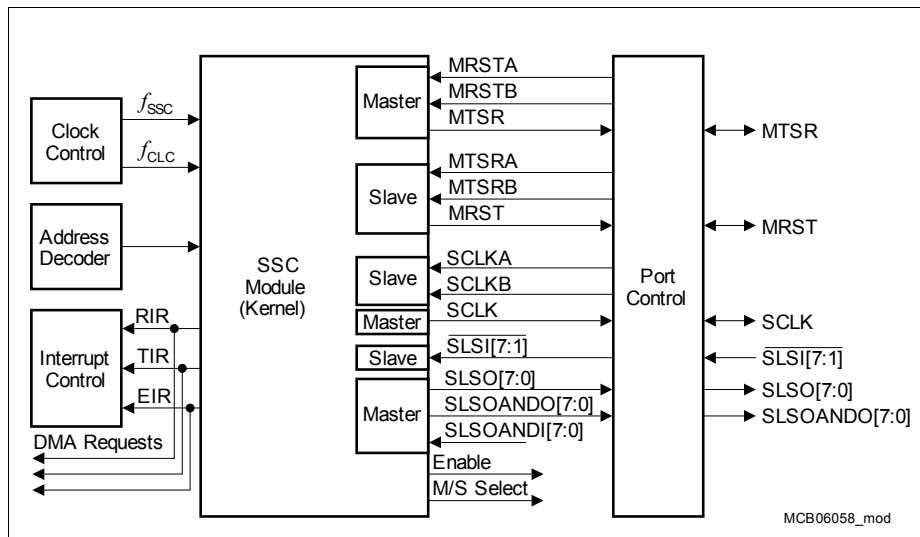 Clock
Control
fSSC
fCLC
Address
Decoder
Interrupt
Control
RIR
TIR
EIR
DMA Requests
SSC
Module
(Kernel)
Master
Slave
Slave
Master
Slave
Master
MRSTA
MRSTB
MTSR
MTSRA
MTSRB
MRST
SCLKA
SCLKB
SCLK
SLSI[7:1]
SLSO[7:0]
SLSOANDO[7:0]
SLSOANDI[7:0]
Enable
M/S Select
Port
Control
MTSR
MRST
SCLK
SLSI[7:1]
SLSO[7:0]
SLSOANDO[7:0]
MCB06058_mod